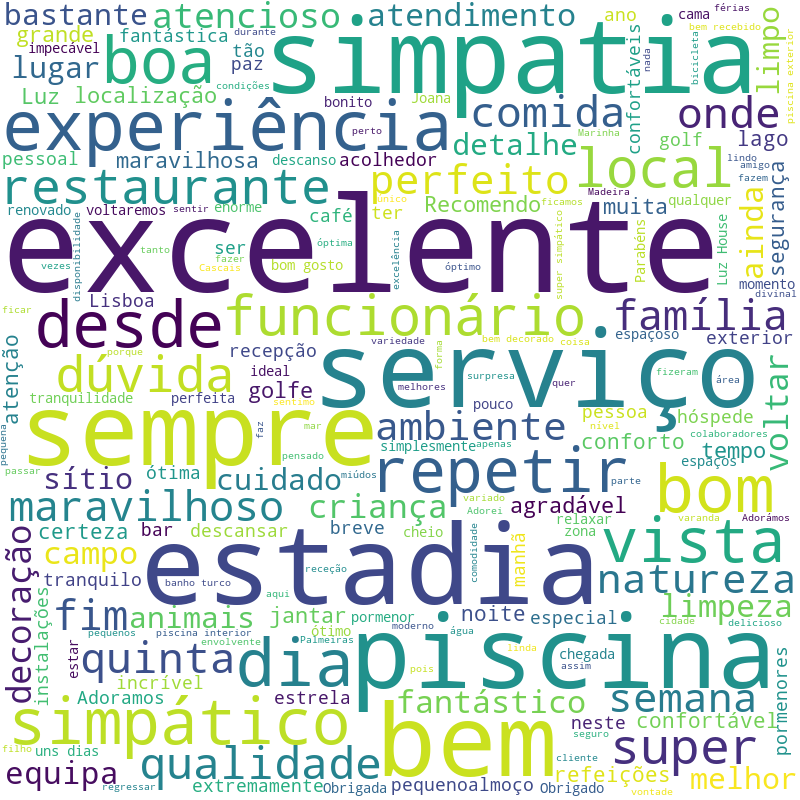 bastante
atencioso
atendimento
ano
cama
férias
bem recebido
durante
grande
fantástica
boa
simpatia
tão
confortáveis
nada
bicicleta
limpo
piscina exterior
impecável
lugar
paz
condições
Luz
localização
bonito
Joana
comida
onde
experiência
perto
Marinha
golf
lago
pessoal
maravilhosa
descanso
acolhedor
detalhe
local
lindo
amigo
fazem
segurança
restaurante
único
perfeito
ficamos
Madeira
qualquer
renovado
voltaremos
sentir
enorme
café
ter
Recomendo
muita
ainda
disponibilidade
excelente
tanto
ser
óptima
vezes
fazer
Cascais
bom gosto
excelência
óptimo
super simpático
Parabéns
Luz House
momento
divinal
Lisboa
ficar
desde
funcionário
família
variedade
bem decorado
coisa
espaçoso
exterior
atenção
porque
recepção
forma
dúvida
ideal
surpresa
quer
área
fizeram
serviço
voltar
tranquilidade
perfeita
golfe
melhores
sentimo
pouco
pessoa
hóspede
nível
colaboradores
pequena
sempre
faz
mar
ambiente
simplesmente
apenas
conforto
tempo
passar
pensado
miúdos
repetir
espaços
parte
sítio
ótima
cuidado
bom
variado
Adorei
agradável
maravilhoso
criança
relaxar
varanda
Adorámos
certeza
bar
descansar
breve
cheio
zona
decoração
campo
estadia
comodidade
manhã
vista
tranquilo
banho turco
receção
natureza
aqui
instalações
fim
animais
jantar
pormenor
noite
especial
limpeza
pequenos
piscina interior
ótimo
moderno
água
cidade
delicioso
envolvente
Palmeiras
estar
quinta
dia
piscina
linda
chegada
pois
assim
pormenores
incrível
Adoramos
estrela
fantástico
semana
neste
confortável
simpático
bem
filho
uns dias
seguro
super
cliente
equipa
qualidade
refeições
melhor
regressar
extremamente
Obrigada
pequenoalmoço
Obrigado
vontade